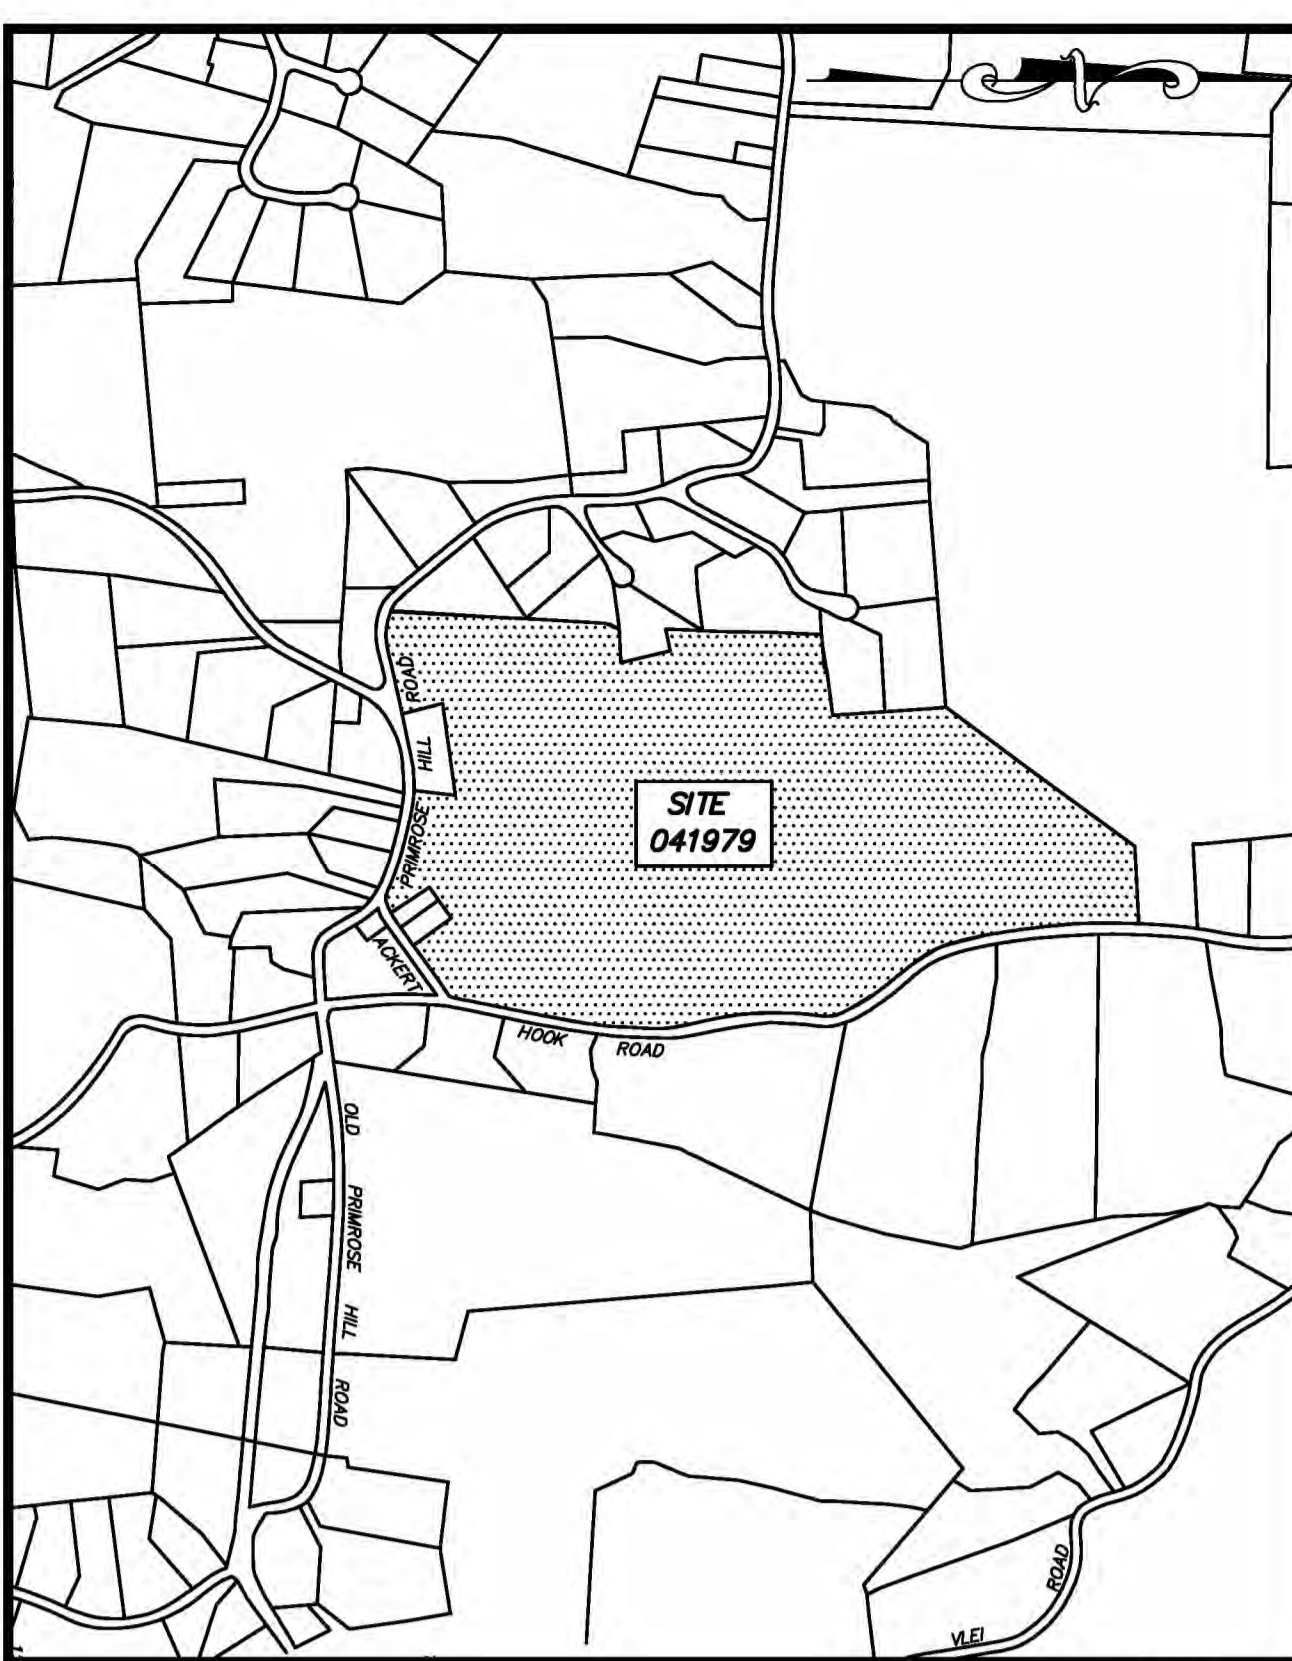 ROAD
HILL
PRIMROSE
SITE
041979
ACKERT
HOOK ROAD
OLD PRIMROSE HILL ROAD
ROAD
VLEI